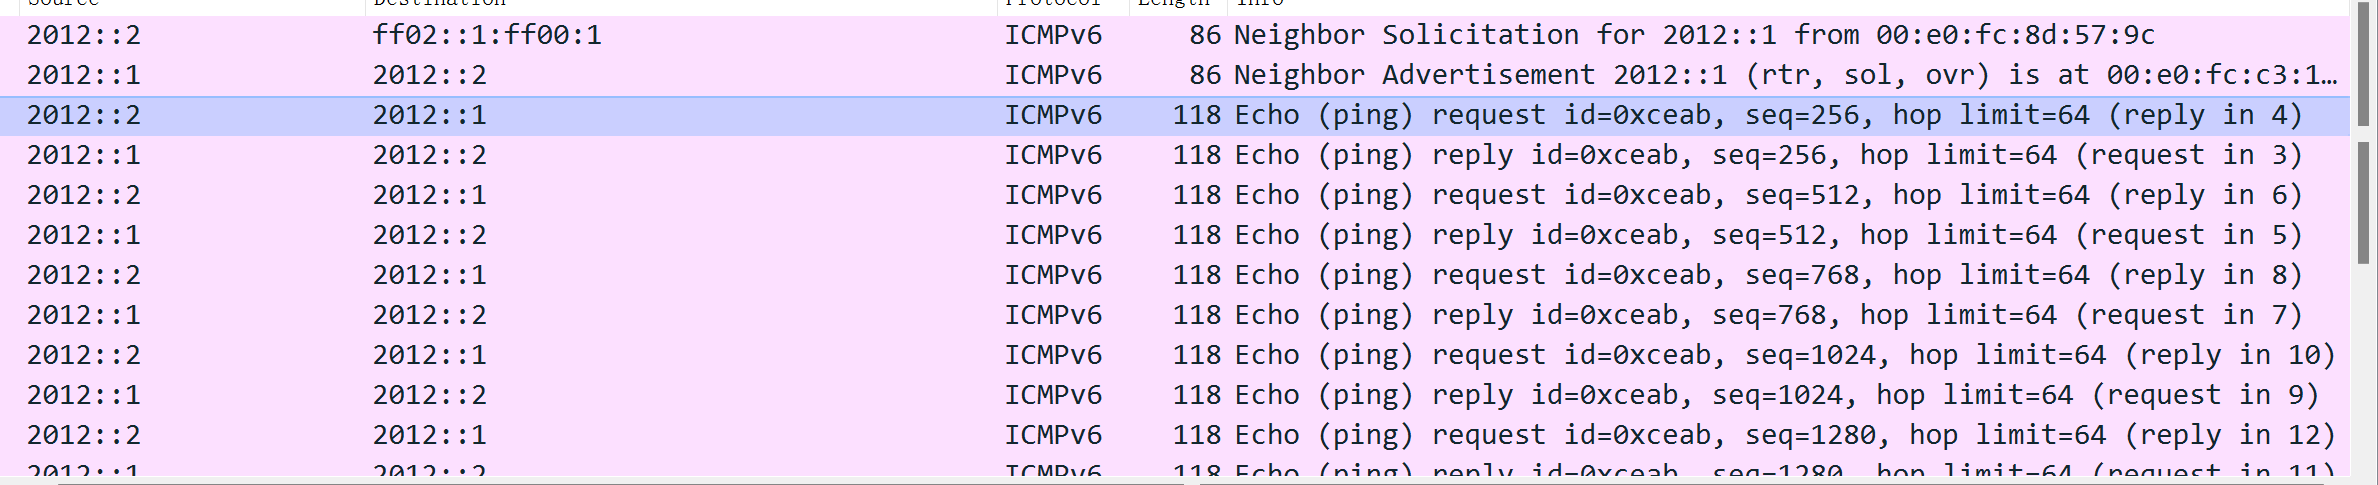 Source Destination Protocol Length Info
2012::2 ff02::1:ff00:1 ICMPv6 86 Neighbor Solicitation for 2012::1 from 00:e0:fc:8d:57:9c
2012::1 2012::2 ICMPv6 86 Neighbor Advertisement 2012::1 (rtr, sol, ovr) is at 00:e0:fc:c3:1…
2012::2 2012::1 ICMPv6 118 Echo (ping) request id=0xceab, seq=256, hop limit=64 (reply in 4)
2012::1 2012::2 ICMPv6 118 Echo (ping) reply id=0xceab, seq=256, hop limit=64 (request in 3)
2012::2 2012::1 ICMPv6 118 Echo (ping) request id=0xceab, seq=512, hop limit=64 (reply in 6)
2012::1 2012::2 ICMPv6 118 Echo (ping) reply id=0xceab, seq=512, hop limit=64 (request in 5)
2012::2 2012::1 ICMPv6 118 Echo (ping) request id=0xceab, seq=768, hop limit=64 (reply in 8)
2012::1 2012::2 ICMPv6 118 Echo (ping) reply id=0xceab, seq=768, hop limit=64 (request in 7)
2012::2 2012::1 ICMPv6 118 Echo (ping) request id=0xceab, seq=1024, hop limit=64 (reply in 10)
2012::1 2012::2 ICMPv6 118 Echo (ping) reply id=0xceab, seq=1024, hop limit=64 (request in 9)
2012::2 2012::1 ICMPv6 118 Echo (ping) request id=0xceab, seq=1280, hop limit=64 (reply in 12)
2012::1 2012::2 ICMPv6 118 Echo (ping) reply id=0xceab, seq=1280, hop limit=64 (request in 11)